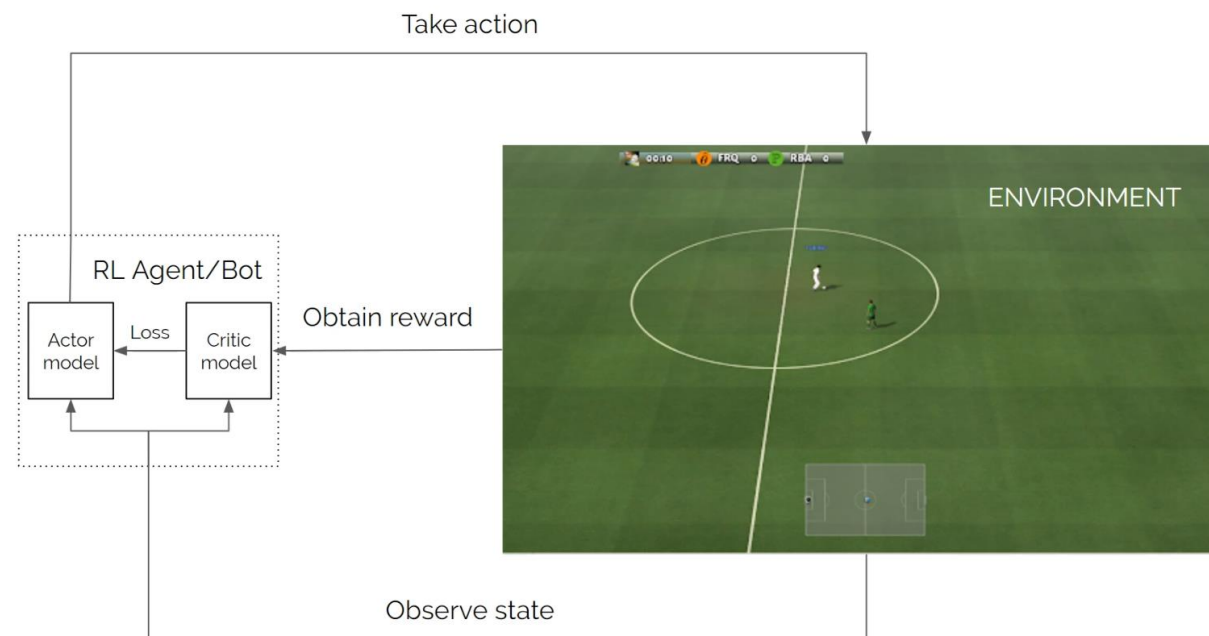 Take action
00:10 FRQ 0 RBA 0
ENVIRONMENT
RL Agent/Bot
Actor
model
Loss
Critic
model
Obtain reward
Observe state